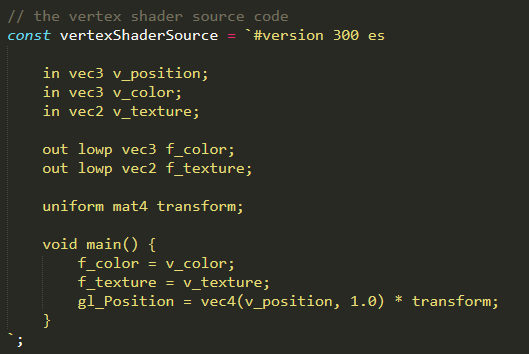 // the vertex shader source code
const vertexShaderSource = `#version 300 es
in vec3 v_position;
in vec3 v_color;
in vec2 v_texture;
out lowp vec3 f_color;
out lowp vec2 f_texture;
uniform mat4 transform;
void main() {
f_color = v_color;
f_texture = v_texture;
gl_Position = vec4(v_position, 1.0) * transform;
}
`;